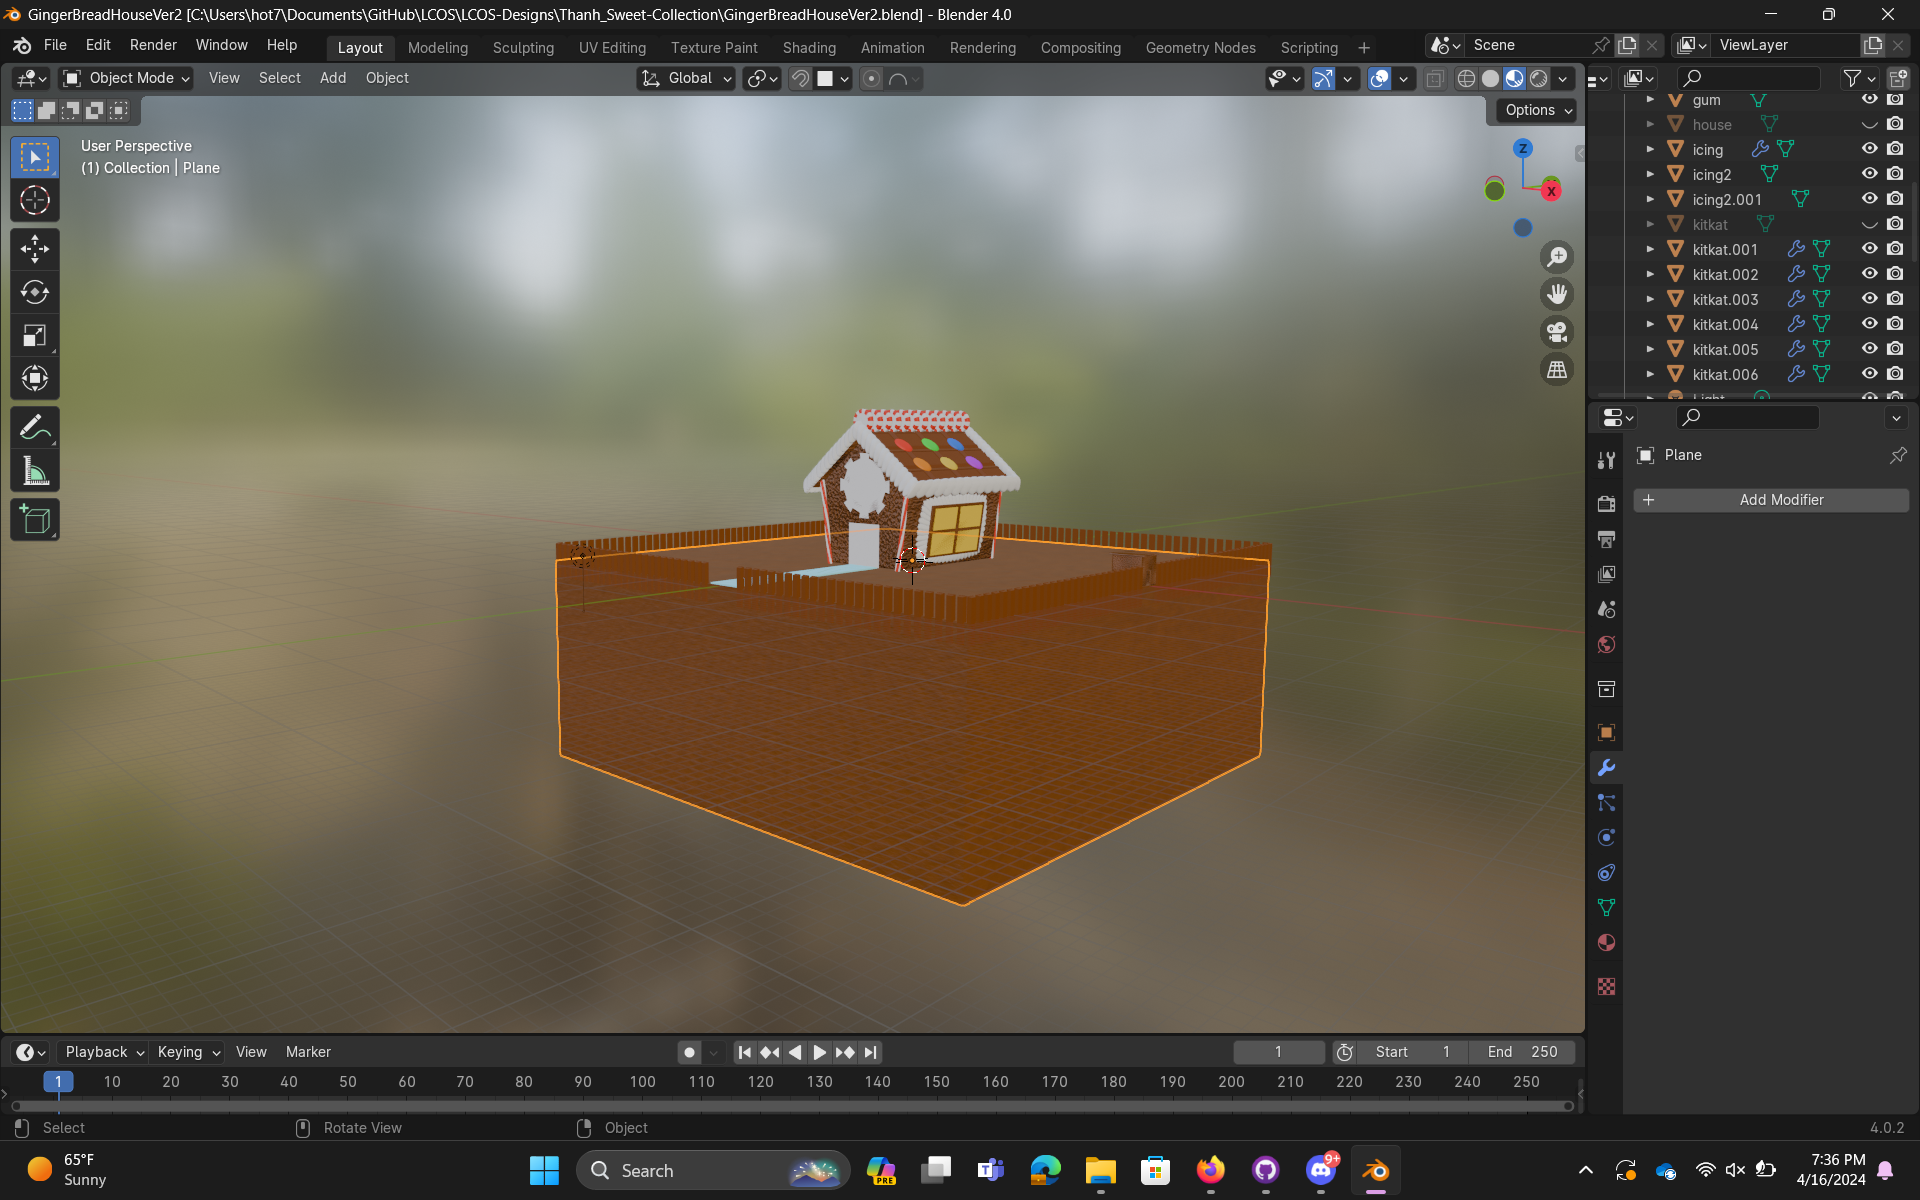 GingerBreadHouseVer2 [C:\Users\hot7\Documents\GitHub\LCOS\LCOS-Designs\Thanh_Sweet-Collection\GingerBreadHouseVer2.blend] - Blender 4.0
File Edit Render Window Help
Layout Modeling Sculpting UV Editing Texture Paint Shading Animation Rendering Compositing Geometry Nodes Scripting
Scene
ViewLayer
Object Mode View Select Add Object
Global
Options
User Perspective
(1) Collection | Plane
Z
X
gum
house
icing
icing2
icing2.001
kitkat
kitkat.001
kitkat.002
kitkat.003
kitkat.004
kitkat.005
kitkat.006
Light
Plane
Add Modifier
Playback Keying View Marker
1
Start 1
End 250
1 10 20 30 40 50 60 70 80 90 100 110 120 130 140 150 160 170 180 190 200 210 220 230 240 250
Select
Rotate View
Object
4.0.2
65°F
Sunny
Search
PRE
9+
7:36 PM
4/16/2024